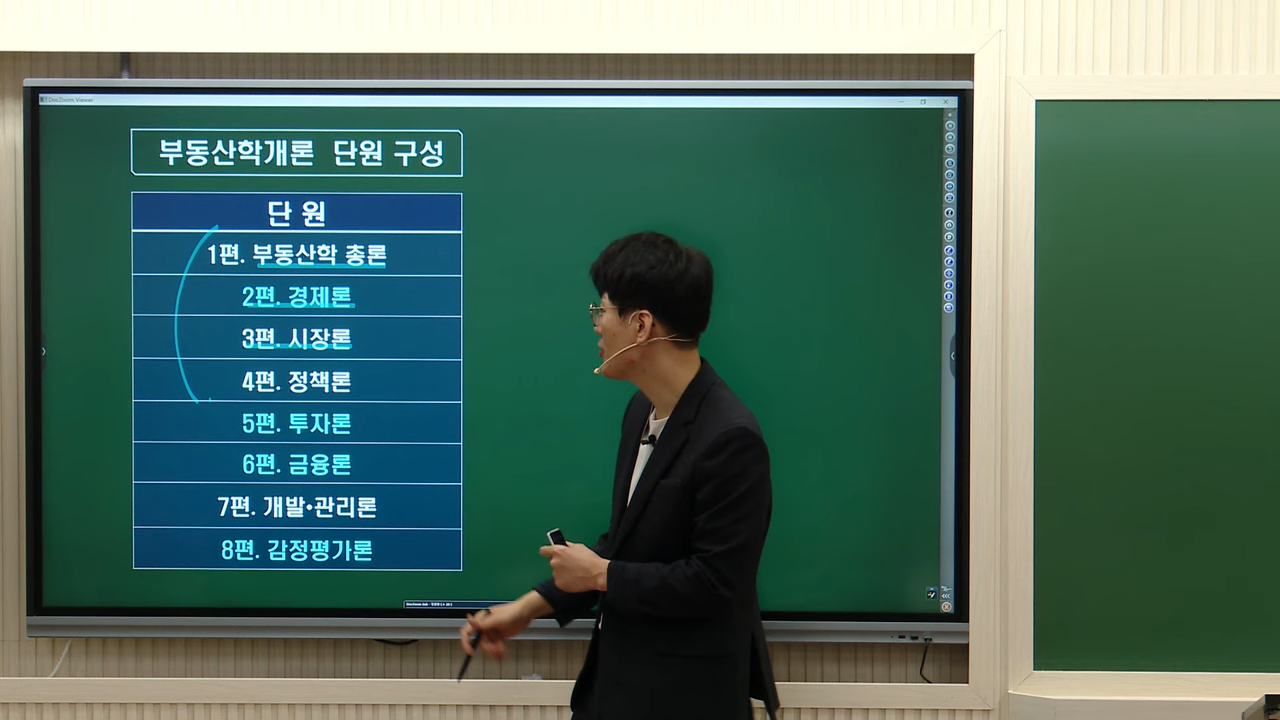 DocZoom Viewer
부동산학개론 단원 구성
단 원
1편. 부동산학 총론
2편. 경제론
3편. 시장론
4편. 정책론
5편. 투자론
6편. 금융론
7편. 개발•관리론
8편. 감정평가론